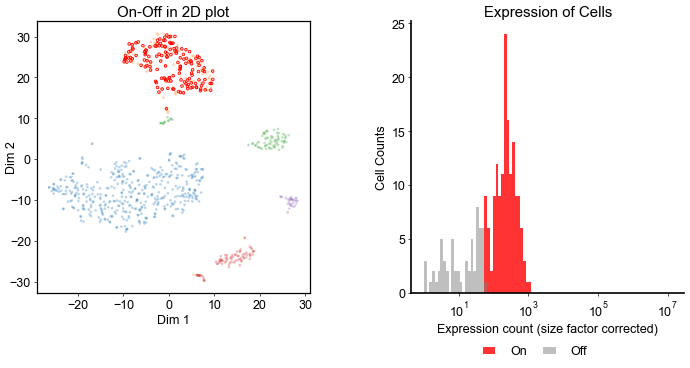 On-Off in 2D plot
30
20
10
0
−10
−20
−30
Dim 2
−20 −10 0 10 20 30
Dim 1
Expression of Cells
25
20
15
10
5
0
Cell Counts
10^1 10^3 10^5 10^7
Expression count (size factor corrected)
On Off